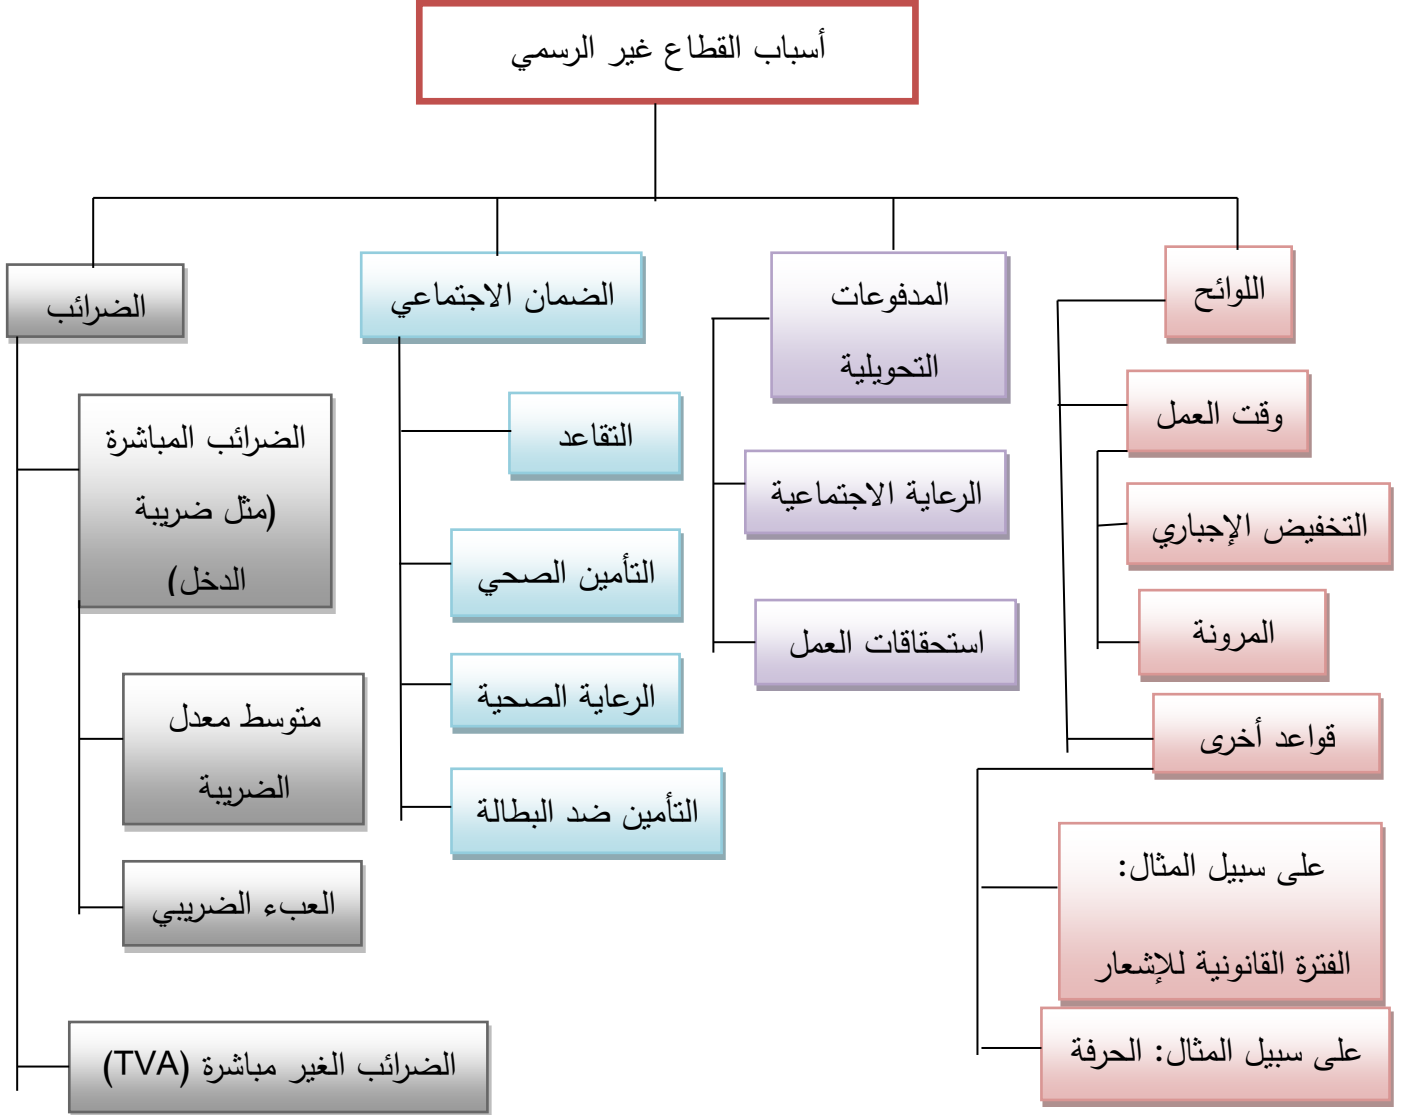 أسباب القطاع غير الرسمي
اللوائح
وقت العمل
التخفيض الإجباري
المرونة
قواعد أخرى
على سبيل المثال:
الفترة القانونية للإشعار
على سبيل المثال: الحرفة
المدفوعات
التحويلية
الرعاية الاجتماعية
استحقاقات العمل
الضمان الاجتماعي
التقاعد
التأمين الصحي
الرعاية الصحية
التأمين ضد البطالة
الضرائب
الضرائب المباشرة
(مثل ضريبة
الدخل)
متوسط معدل
الضريبة
العبء الضريبي
الضرائب الغير مباشرة (TVA)